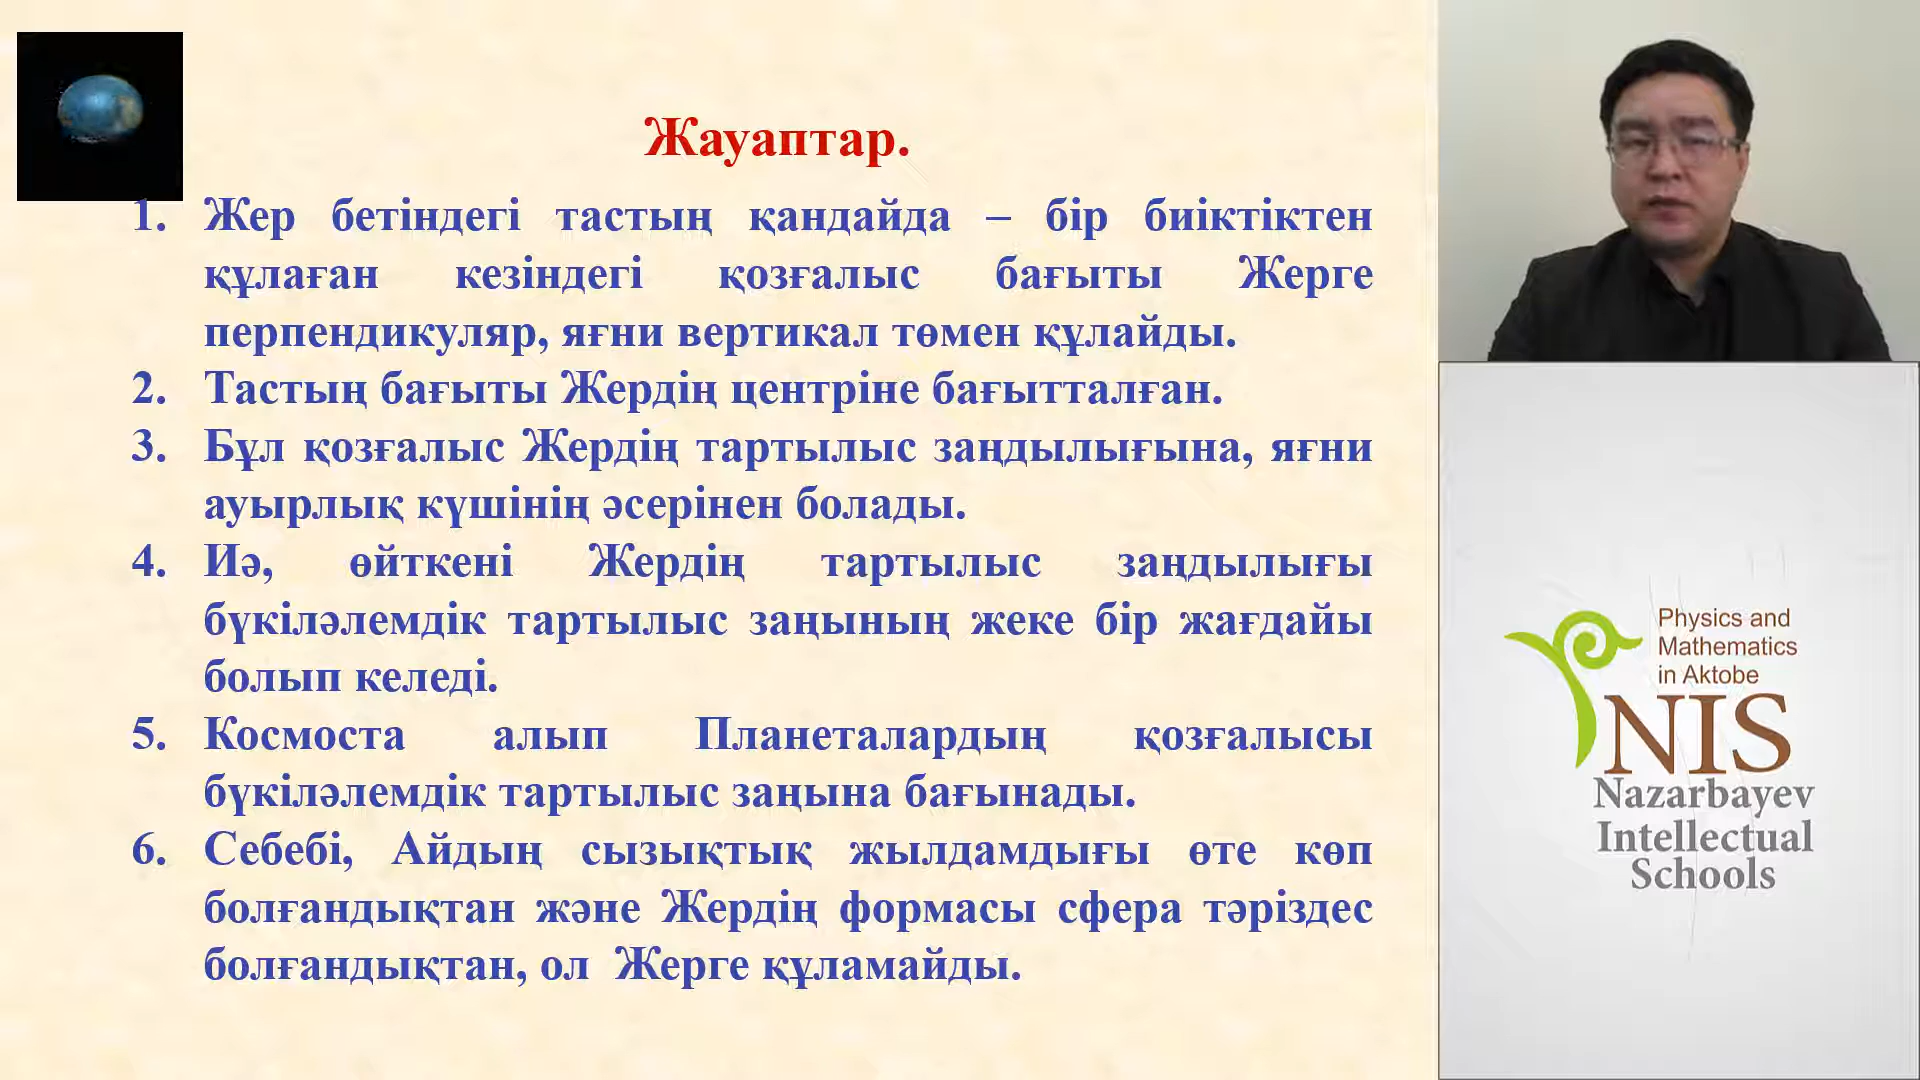 Жауаптар.
1. Жер бетіндегі тастың қандайда – бір биіктіктен
құлаған кезіндегі қозғалыс бағыты Жерге
перпендикуляр, яғни вертикал төмен құлайды.
2. Тастың бағыты Жердің центріне бағытталған.
3. Бұл қозғалыс Жердің тартылыс заңдылығына, яғни
ауырлық күшінің әсерінен болады.
4. Иә, өйткені Жердің тартылыс заңдылығы
бүкіләлемдік тартылыс заңының жеке бір жағдайы
болып келеді.
5. Космоста алып Планеталардың қозғалысы
бүкіләлемдік тартылыс заңына бағынады.
6. Себебі, Айдың сызықтық жылдамдығы өте көп
болғандықтан және Жердің формасы сфера тәріздес
болғандықтан, ол Жерге құламайды.
Physics and
Mathematics
in Aktobe
NIS
Nazarbayev
Intellectual
Schools